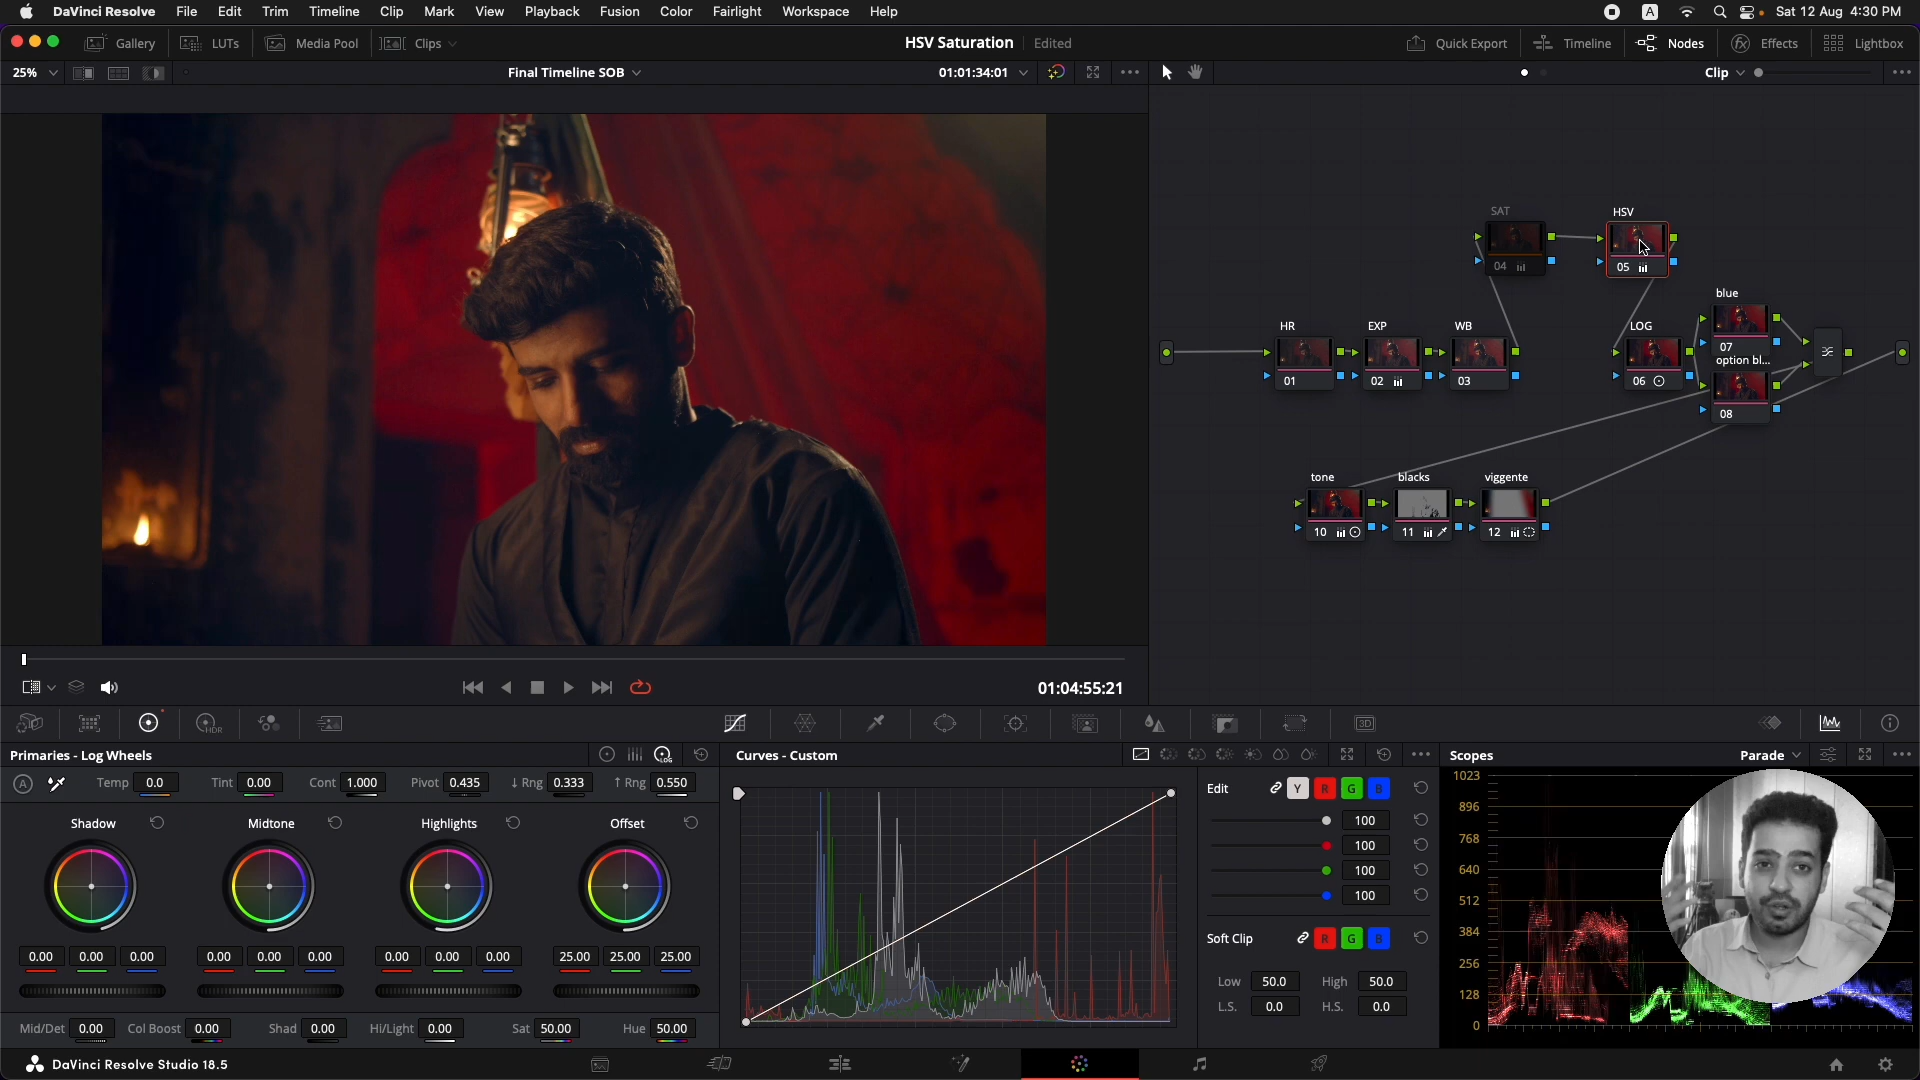 DaVinci Resolve File Edit Trim Timeline Clip Mark View Playback Fusion Color Fairlight Workspace Help A Sat 12 Aug 4:30 PM
Gallery LUTs Media Pool Clips HSV Saturation Edited Quick Export Timeline Nodes Effects Lightbox
25% Final Timeline SOB 01:01:34:01 Clip
SAT HSV
04 05
blue
HR EXP WB LOG
07
option bl...
01 02 03 06
08
tone blacks viggente
10 11 12
01:04:55:21
HDR 3D
Primaries - Log Wheels LOG Curves - Custom Scopes Parade
A Temp 0.0 Tint 0.00 Cont 1.000 Pivot 0.435 ↓ Rng 0.333 ↑ Rng 0.550
Shadow Midtone Highlights Offset
0.00 0.00 0.00 0.00 0.00 0.00 0.00 0.00 0.00 25.00 25.00 25.00
Mid/Det 0.00 Col Boost 0.00 Shad 0.00 Hi/Light 0.00 Sat 50.00 Hue 50.00
Edit Y R G B
100
100
100
100
Soft Clip R G B
Low 50.0 High 50.0
L.S. 0.0 H.S. 0.0
1023
896
768
640
512
384
256
128
0
DaVinci Resolve Studio 18.5